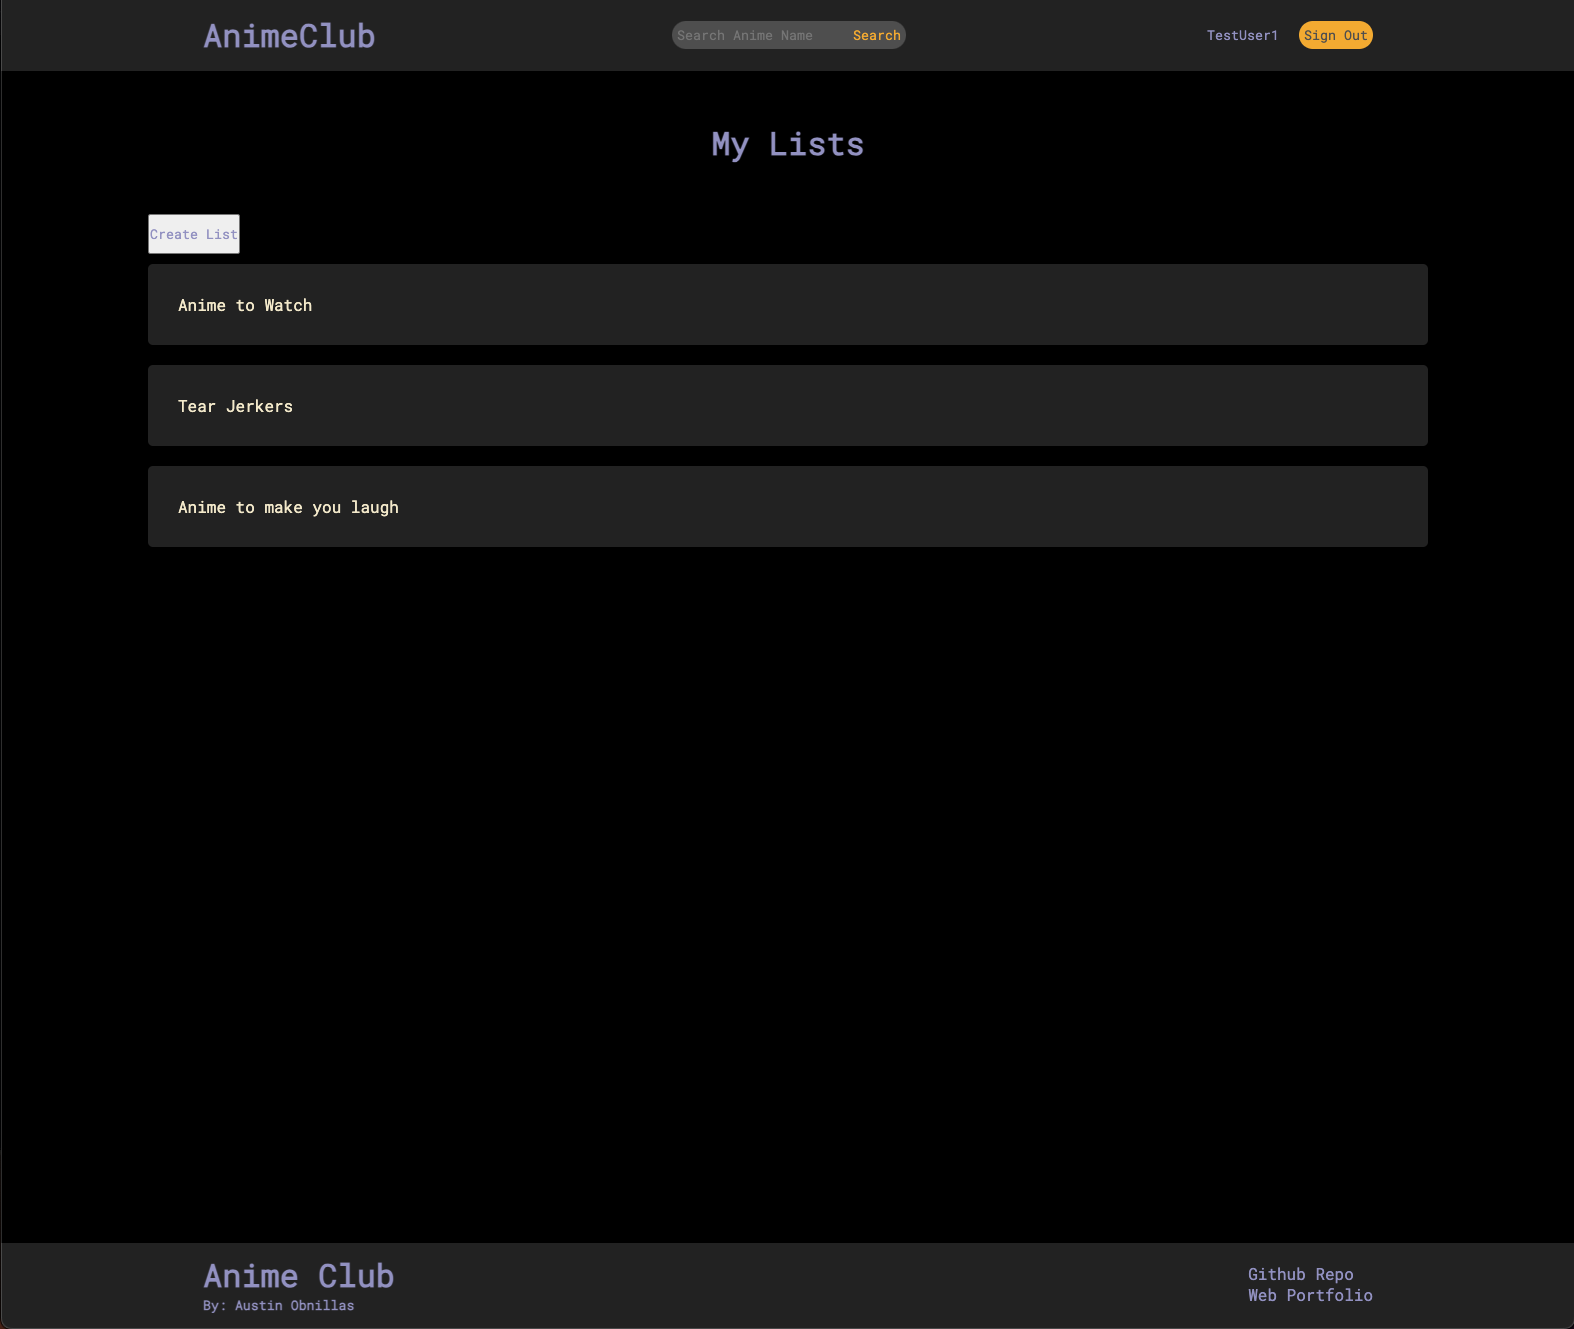 AnimeClub
Search Anime Name Search
TestUser1 Sign Out
My Lists
Create List
Anime to Watch
Tear Jerkers
Anime to make you laugh
Anime Club
By: Austin Obnillas
Github Repo
Web Portfolio